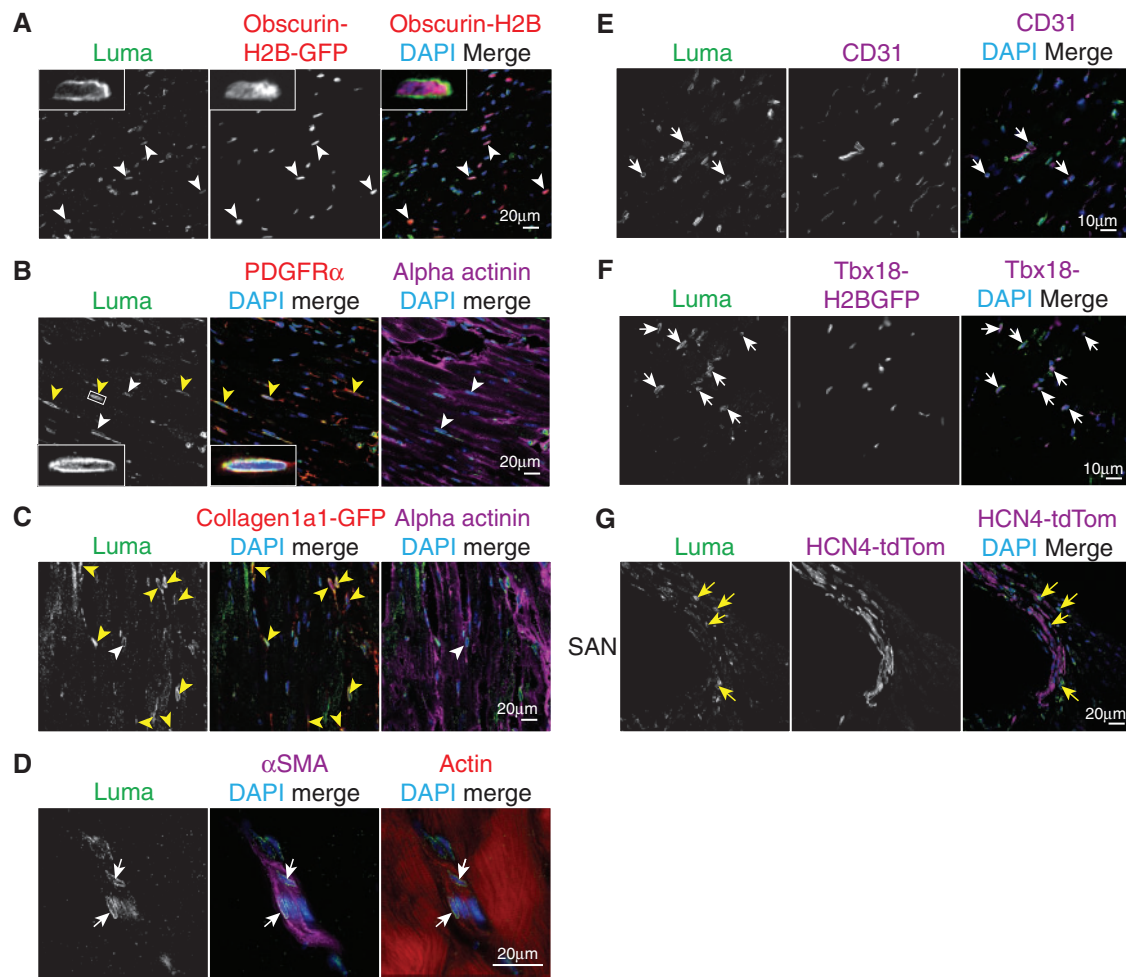 A
Luma
Obscurin-
H2B-GFP
Obscurin-H2B
DAPI Merge
20μm
B
Luma
PDGFRα
DAPI merge
Alpha actinin
DAPI merge
20μm
C
Luma
Collagen1a1-GFP
DAPI merge
Alpha actinin
DAPI merge
20μm
D
Luma
αSMA
DAPI merge
Actin
DAPI merge
20μm
E
Luma
CD31
CD31
DAPI Merge
10μm
F
Luma
Tbx18-
H2BGFP
Tbx18-
DAPI Merge
10μm
G
SAN
Luma
HCN4-tdTom
HCN4-tdTom
DAPI Merge
20μm